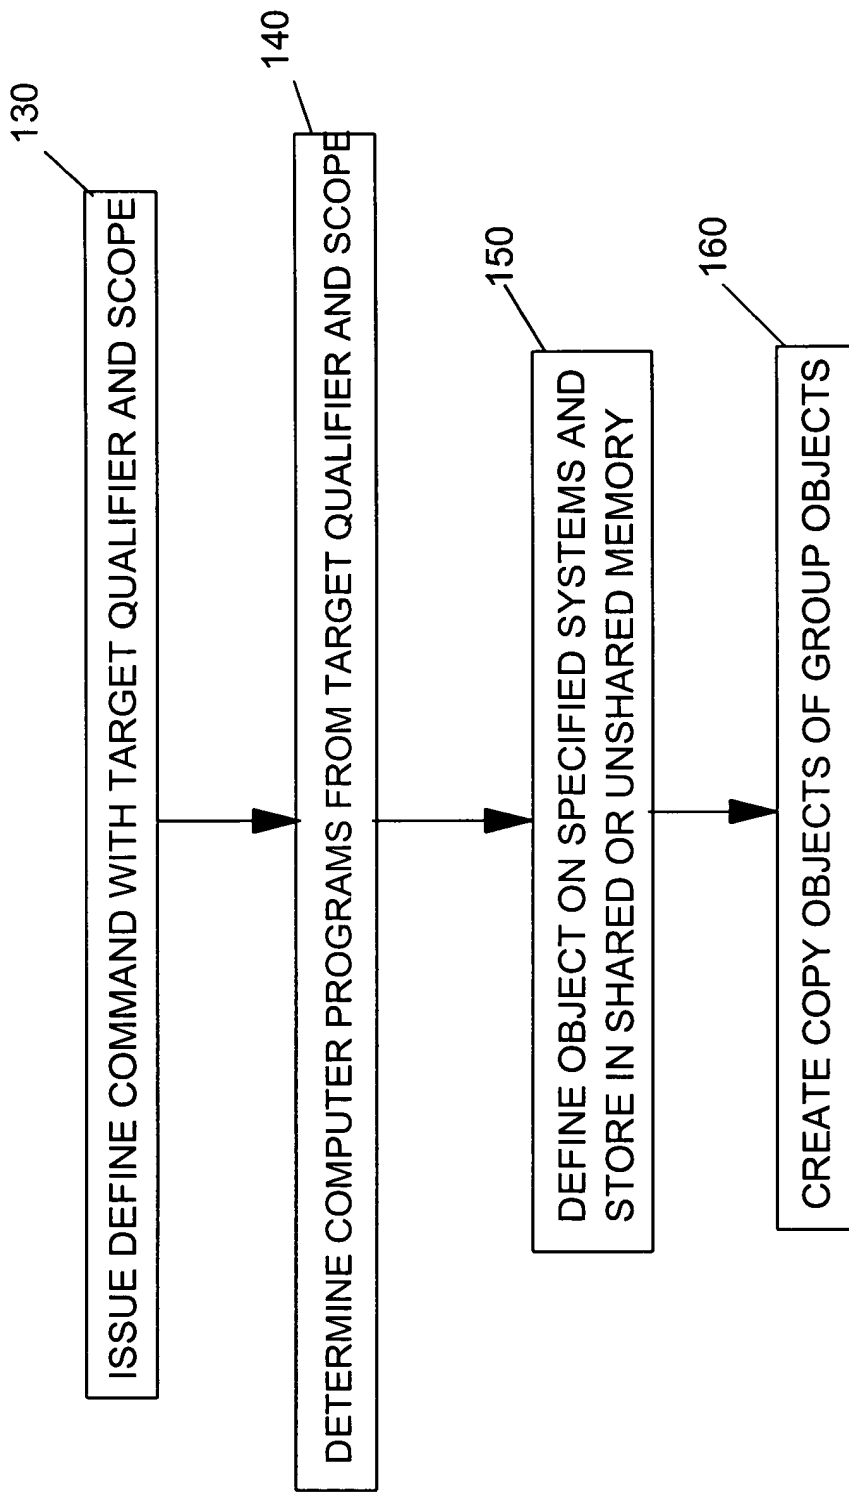 130
ISSUE DEFINE COMMAND WITH TARGET QUALIFIER AND SCOPE
140
DETERMINE COMPUTER PROGRAMS FROM TARGET QUALIFIER AND SCOPE
150
DEFINE OBJECT ON SPECIFIED SYSTEMS AND
STORE IN SHARED OR UNSHARED MEMORY
160
CREATE COPY OBJECTS OF GROUP OBJECTS